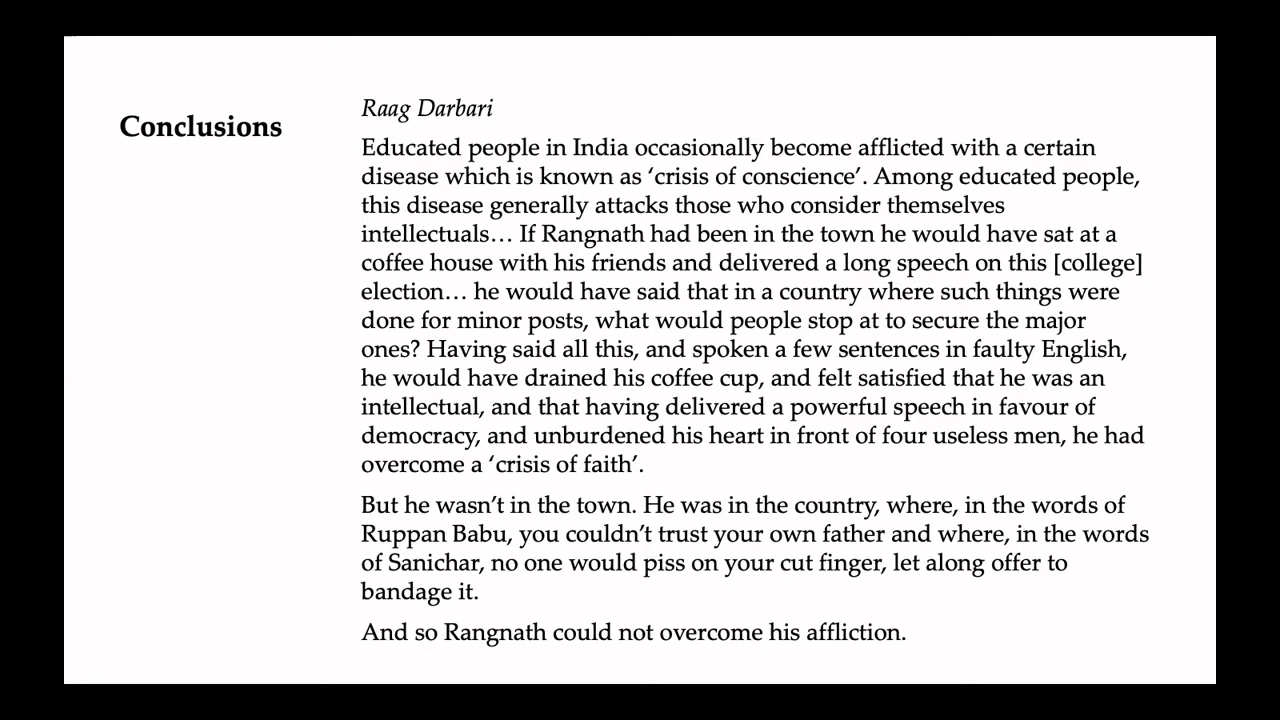 Conclusions
Raag Darbari
Educated people in India occasionally become afflicted with a certain
disease which is known as ‘crisis of conscience’. Among educated people,
this disease generally attacks those who consider themselves
intellectuals… If Rangnath had been in the town he would have sat at a
coffee house with his friends and delivered a long speech on this [college]
election… he would have said that in a country where such things were
done for minor posts, what would people stop at to secure the major
ones? Having said all this, and spoken a few sentences in faulty English,
he would have drained his coffee cup, and felt satisfied that he was an
intellectual, and that having delivered a powerful speech in favour of
democracy, and unburdened his heart in front of four useless men, he had
overcome a ‘crisis of faith’.
But he wasn’t in the town. He was in the country, where, in the words of
Ruppan Babu, you couldn’t trust your own father and where, in the words
of Sanichar, no one would piss on your cut finger, let along offer to
bandage it.
And so Rangnath could not overcome his affliction.